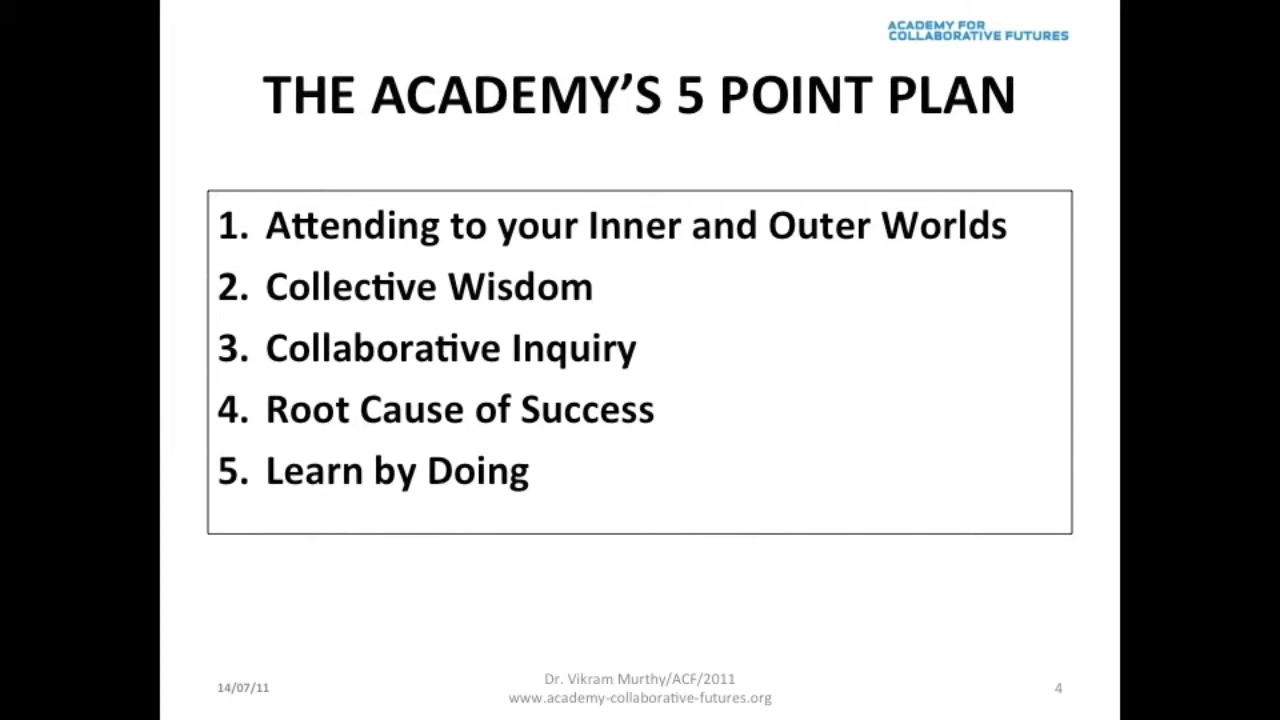 ACADEMY FOR
COLLABORATIVE FUTURES
THE ACADEMY’S 5 POINT PLAN
1. Attending to your Inner and Outer Worlds
2. Collective Wisdom
3. Collaborative Inquiry
4. Root Cause of Success
5. Learn by Doing
14/07/11
Dr. Vikram Murthy/ACF/2011
www.academy-collaborative-futures.org
4